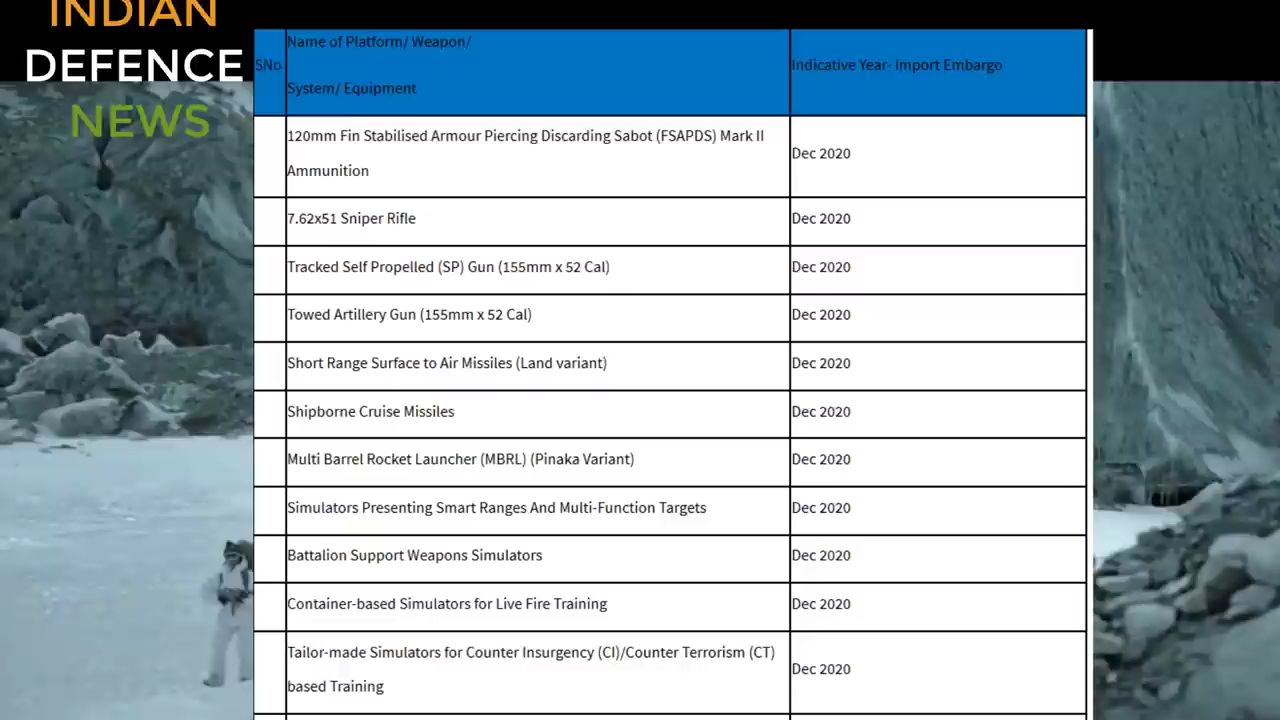 INDIAN
DEFENCE
NEWS
SNo
Name of Platform/ Weapon/
System/ Equipment
Indicative Year- Import Embargo
120mm Fin Stabilised Armour Piercing Discarding Sabot (FSAPDS) Mark II
Ammunition
Dec 2020
7.62x51 Sniper Rifle
Dec 2020
Tracked Self Propelled (SP) Gun (155mm x 52 Cal)
Dec 2020
Towed Artillery Gun (155mm x 52 Cal)
Dec 2020
Short Range Surface to Air Missiles (Land variant)
Dec 2020
Shipborne Cruise Missiles
Dec 2020
Multi Barrel Rocket Launcher (MBRL) (Pinaka Variant)
Dec 2020
Simulators Presenting Smart Ranges And Multi-Function Targets
Dec 2020
Battalion Support Weapons Simulators
Dec 2020
Container-based Simulators for Live Fire Training
Dec 2020
Tailor-made Simulators for Counter Insurgency (CI)/Counter Terrorism (CT)
based Training
Dec 2020